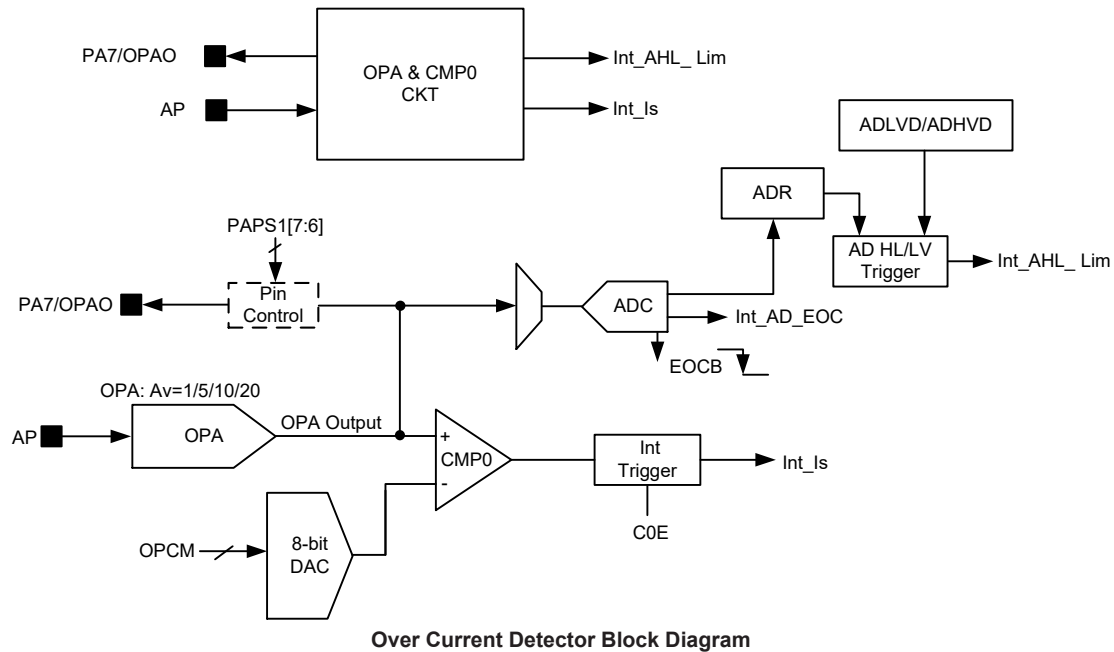 PA7/OPAO
AP
OPA & CMP0
CKT
Int_AHL_ Lim
Int_Is
ADLVD/ADHVD
ADR
AD HL/LV
Trigger
Int_AHL_ Lim
PAPS1[7:6]
PA7/OPAO
Pin
Control
ADC
Int_AD_EOC
EOCB
OPA: Av=1/5/10/20
AP
OPA
OPA Output
+
CMP0
-
Int
Trigger
Int_Is
C0E
OPCM
8-bit
DAC
Over Current Detector Block Diagram